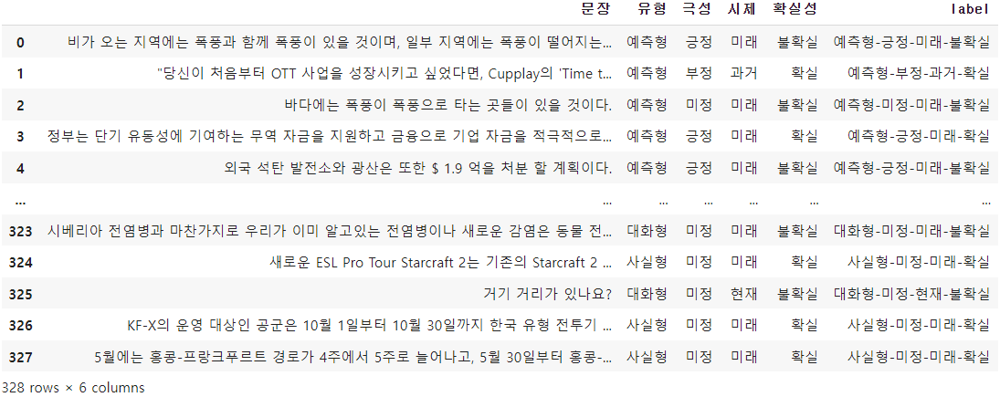 문장 유형 극성 시제 확실성 label
0 비가 오는 지역에는 폭풍과 함께 폭풍이 있을 것이며, 일부 지역에는 폭풍이 떨어지는... 예측형 긍정 미래 불확실 예측형-긍정-미래-불확실
1 "당신이 처음부터 OTT 사업을 성장시키고 싶었다면, Cupplay의 'Time t... 예측형 부정 과거 확실 예측형-부정-과거-확실
2 바다에는 폭풍이 폭풍으로 타는 곳들이 있을 것이다. 예측형 미정 미래 불확실 예측형-미정-미래-불확실
3 정부는 단기 유동성에 기여하는 무역 자금을 지원하고 금융으로 기업 자금을 적극적으로... 예측형 긍정 미래 확실 예측형-긍정-미래-확실
4 외국 석탄 발전소와 광산은 또한 $ 1.9 억을 처분 할 계획이다. 예측형 긍정 미래 불확실 예측형-긍정-미래-불확실
... ... ... ... ... ... ...
323 시베리아 전염병과 마찬가지로 우리가 이미 알고있는 전염병이나 새로운 감염은 동물 전... 대화형 미정 미래 불확실 대화형-미정-미래-불확실
324 새로운 ESL Pro Tour Starcraft 2는 기존의 Starcraft 2 ... 사실형 미정 미래 확실 사실형-미정-미래-확실
325 거기 거리가 있나요? 대화형 미정 현재 불확실 대화형-미정-현재-불확실
326 KF-X의 운영 대상인 공군은 10월 1일부터 10월 30일까지 한국 유형 전투기 ... 사실형 미정 미래 확실 사실형-미정-미래-확실
327 5월에는 홍콩-프랑크푸르트 경로가 4주에서 5주로 늘어나고, 5월 30일부터 홍콩-... 사실형 미정 미래 확실 사실형-미정-미래-확실
328 rows × 6 columns